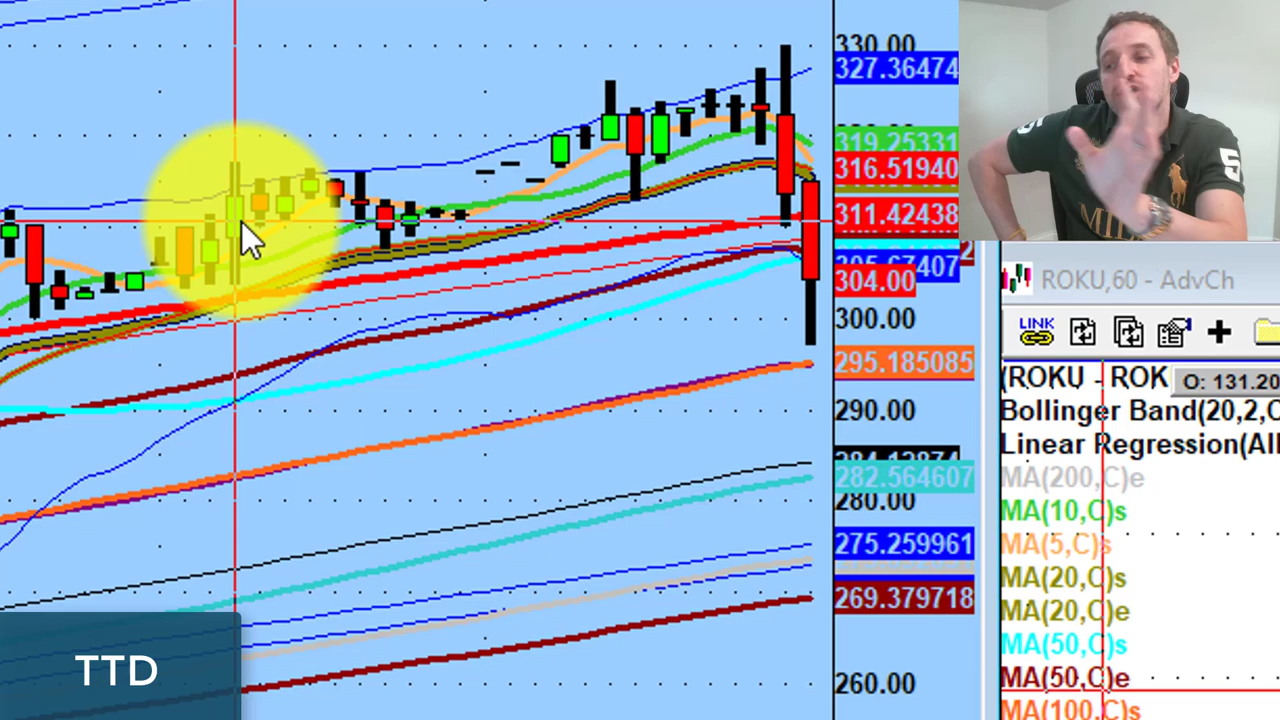 330.00
327.36474
319.25331
316.51940
311.42438
304.00
300.00
295.185085
290.00
282.564607
280.00
275.259961
269.379718
260.00
TTD
5
ROKU,60 - AdvCh
LINK
(ROKU - ROK
O: 131.20
Bollinger Band(20,2,C
Linear Regression(All
MA(200,C)e
MA(10,C)s
MA(5,C)s
MA(20,C)s
MA(20,C)e
MA(50,C)s
MA(50,C)e
MA(100,C)s